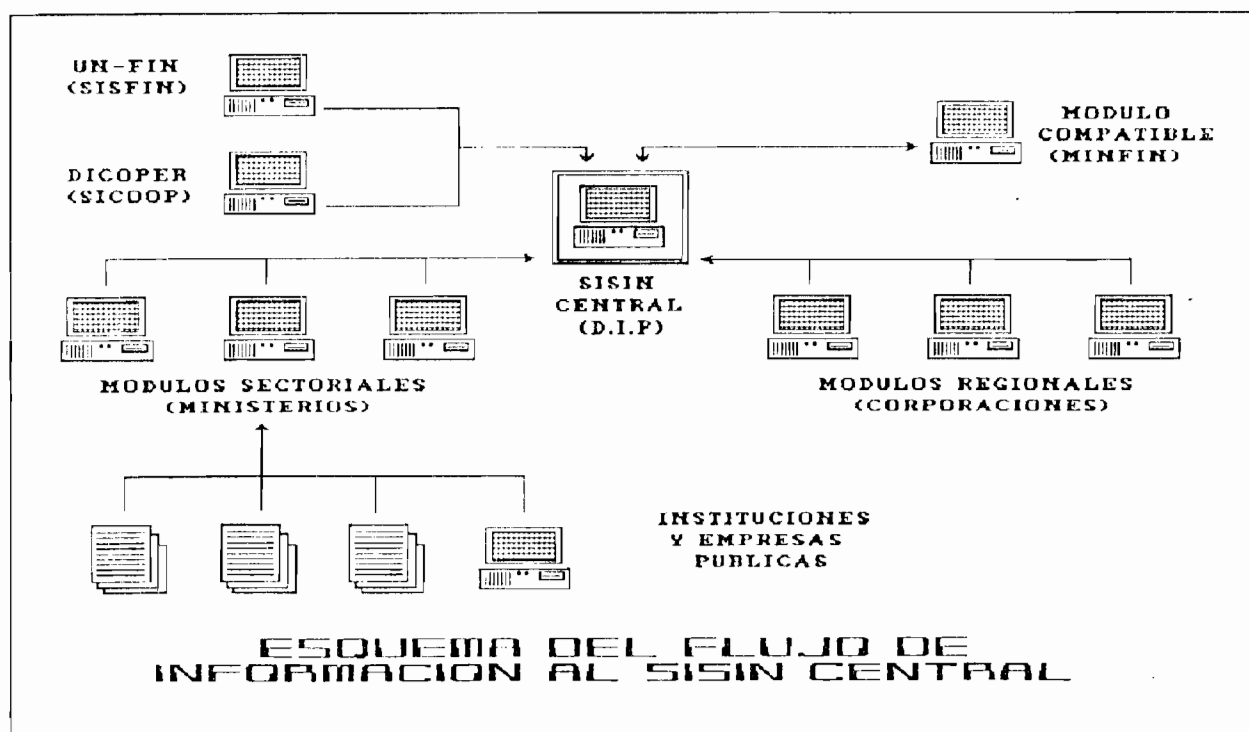 UN-FIN
(SISFIN)
DICOPER
(SICOOP)
MODULO
COMPATIBLE
(MINFIN)
SISIN
CENTRAL
(D.I.P)
MODULOS SECTORIALES
(MINISTERIOS)
MODULOS REGIONALES
(CORPORACIONES)
INSTITUCIONES
Y EMPRESAS
PUBLICAS
ESQUEMA DEL FLUJO DE
INFORMACION AL SISIN CENTRAL